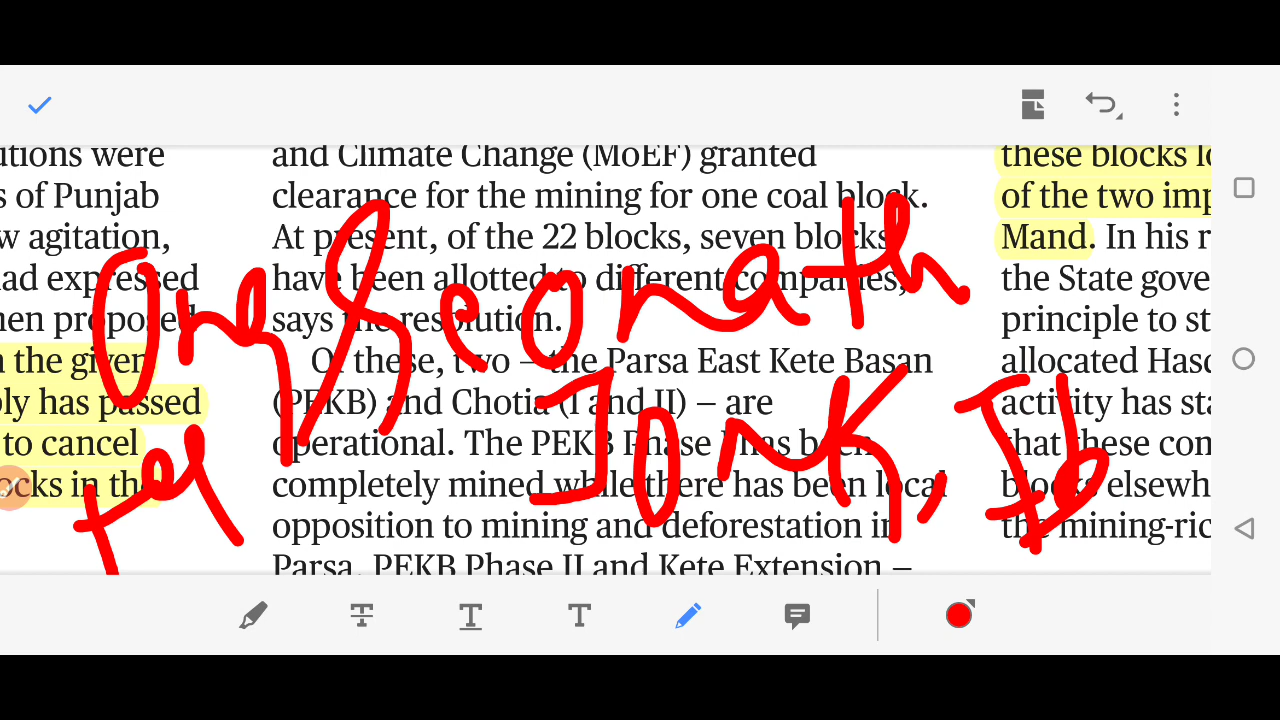 utions were
s of Punjab
w agitation,
ad expressed
hen proposed
n the given
ly has passed
to cancel
ocks in the
and Climate Change (MoEF) granted
clearance for the mining for one coal block.
At present, of the 22 blocks, seven blocks
have been allotted to different companies,
says the resolution.
Of these, two – the Parsa East Kete Basan
(PEKB) and Chotia (I and II) – are
operational. The PEKB Phase I has been
completely mined while there has been local
opposition to mining and deforestation in
Parsa, PEKB Phase II and Kete Extension –
these blocks lo
of the two imp
Mand. In his r
the State gove
principle to st
allocated Hasd
activity has sta
that these con
blocks elsewh
the mining-ric
Jonk, Ib